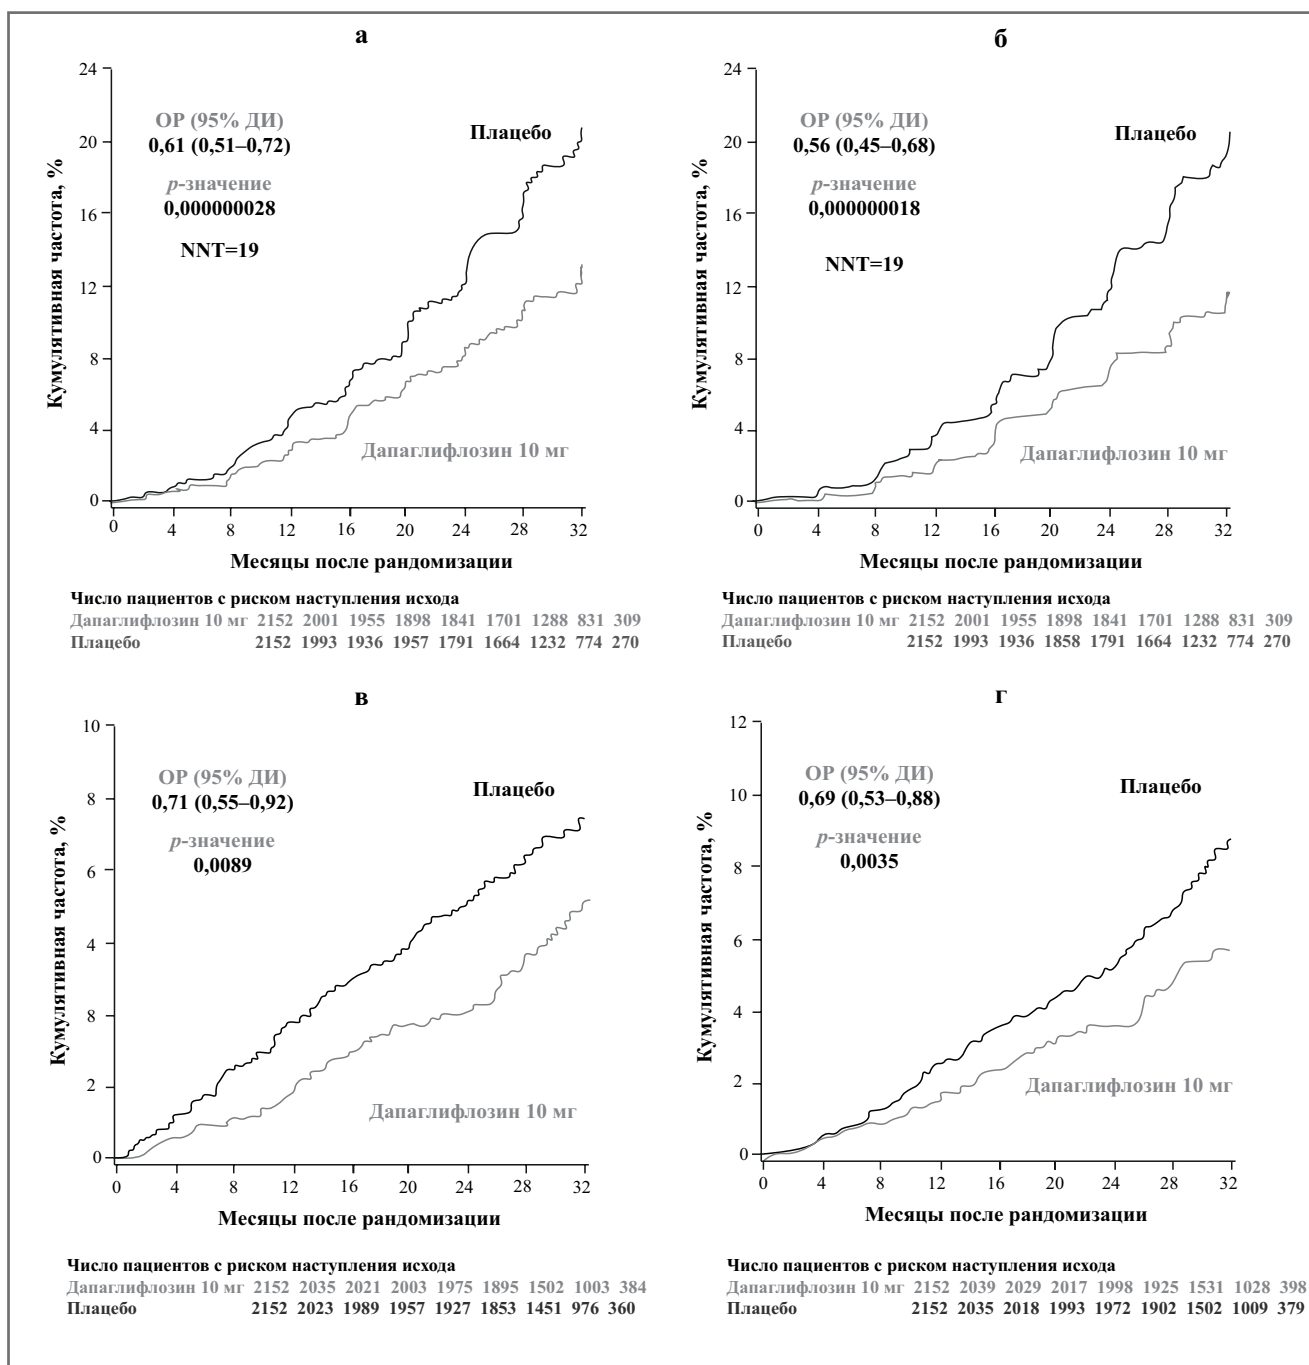 а
24
20
16
12
8
4
0
Кумулятивная частота, %
ОР (95% ДИ)
0,61 (0,51–0,72)
p-значение
0,000000028
NNT=19
Плацебо
Дапаглифлозин 10 мг
0 4 8 12 16 20 24 28 32
Месяцы после рандомизации
Число пациентов с риском наступления исхода
Дапаглифлозин 10 мг 2152 2001 1955 1898 1841 1701 1288 831 309
Плацебо 2152 1993 1936 1957 1791 1664 1232 774 270
б
24
20
16
12
8
4
0
Кумулятивная частота, %
ОР (95% ДИ)
0,56 (0,45–0,68)
p-значение
0,000000018
NNT=19
Плацебо
Дапаглифлозин 10 мг
0 4 8 12 16 20 24 28 32
Месяцы после рандомизации
Число пациентов с риском наступления исхода
Дапаглифлозин 10 мг 2152 2001 1955 1898 1841 1701 1288 831 309
Плацебо 2152 1993 1936 1858 1791 1664 1232 774 270
в
10
8
6
4
8
2
0
Кумулятивная частота, %
ОР (95% ДИ)
0,71 (0,55–0,92)
p-значение
0,0089
Плацебо
Дапаглифлозин 10 мг
0 4 8 12 16 20 24 28 32
Месяцы после рандомизации
Число пациентов с риском наступления исхода
Дапаглифлозин 10 мг 2152 2035 2021 2003 1975 1895 1502 1003 384
Плацебо 2152 2023 1989 1957 1927 1853 1451 976 360
г
12
10
8
6
4
2
0
Кумулятивная частота, %
ОР (95% ДИ)
0,69 (0,53–0,88)
p-значение
0,0035
Плацебо
Дапаглифлозин 10 мг
0 4 8 12 16 20 24 28 32
Месяцы после рандомизации
Число пациентов с риском наступления исхода
Дапаглифлозин 10 мг 2152 2039 2029 2017 1998 1925 1531 1028 398
Плацебо 2152 2035 2018 1993 1972 1902 1502 1009 379